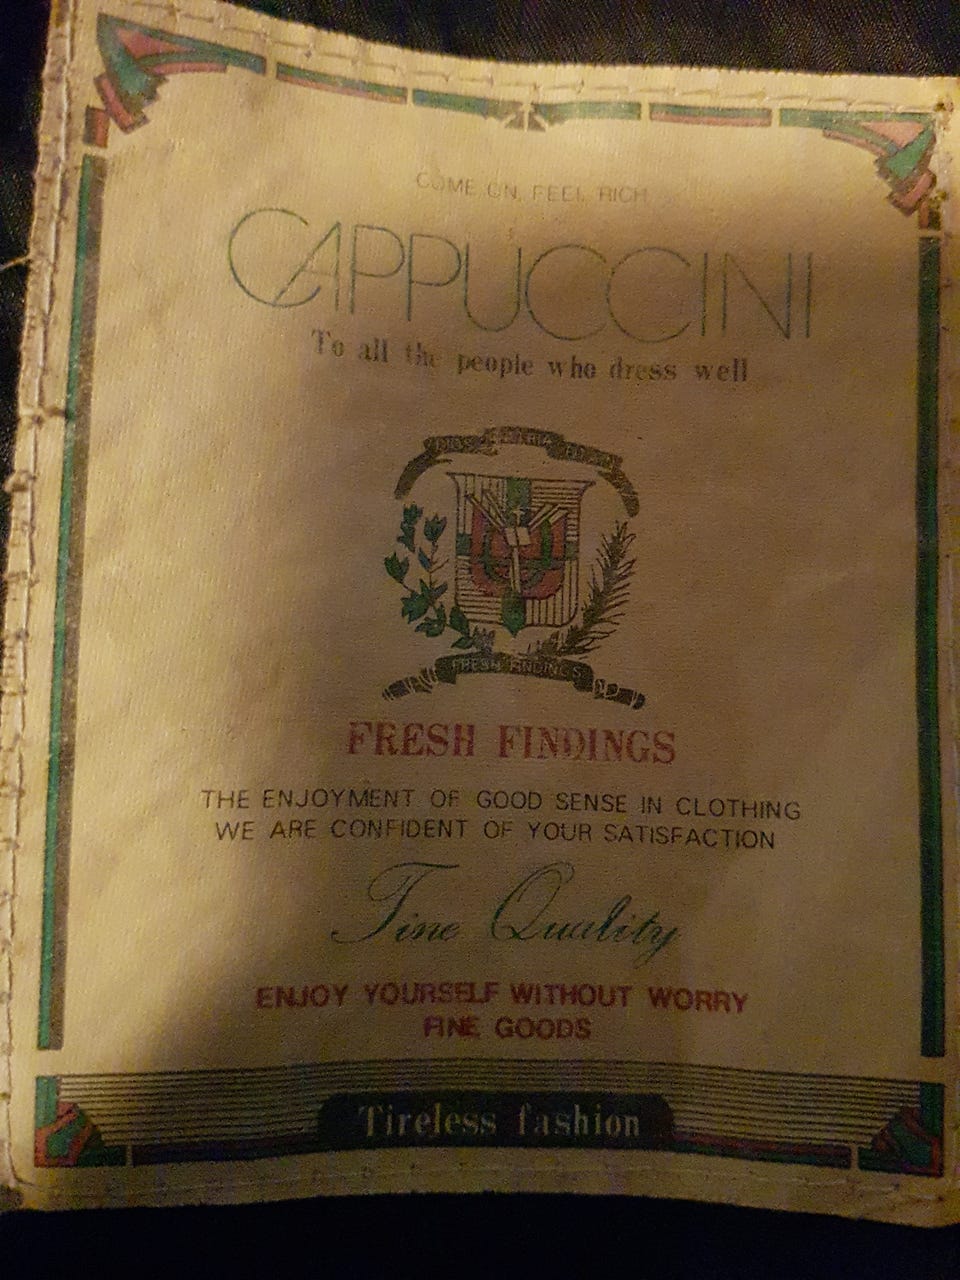 COME ON, FEEL RICH
CAPPUCCINI
To all the people who dress well
FRESH FINDINGS
FRESH FINDINGS
THE ENJOYMENT OF GOOD SENSE IN CLOTHING
WE ARE CONFIDENT OF YOUR SATISFACTION
Fine Quality
ENJOY YOURSELF WITHOUT WORRY
FINE GOODS
Tireless fashion